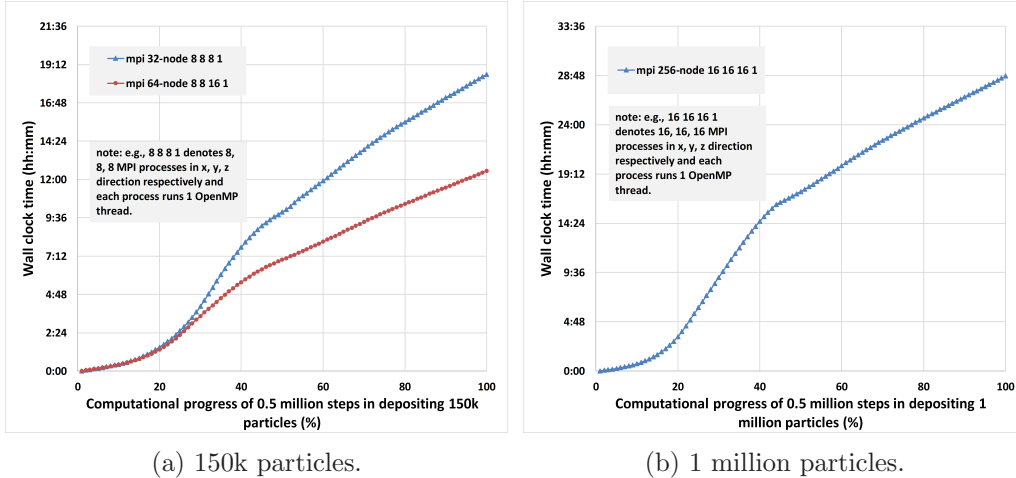 21:36
19:12
16:48
14:24
12:00
9:36
7:12
4:48
2:24
0:00
Wall clock time (hh:mm)
mpi 32-node 8 8 8 1
mpi 64-node 8 8 16 1
note: e.g., 8 8 8 1 denotes 8,
8, 8 MPI processes in x, y, z
direction respectively and
each process runs 1 OpenMP
thread.
0 20 40 60 80 100
Computational progress of 0.5 million steps in depositing 150k
particles (%)
(a) 150k particles.
33:36
28:48
24:00
19:12
14:24
9:36
4:48
0:00
Wall clock time (hh:mm)
mpi 256-node 16 16 16 1
note: e.g., 16 16 16 1
denotes 16, 16, 16 MPI
processes in x, y, z direction
respectively and each
process runs 1 OpenMP
thread.
0 20 40 60 80 100
Computational progress of 0.5 million steps in depositing 1
million particles (%)
(b) 1 million particles.